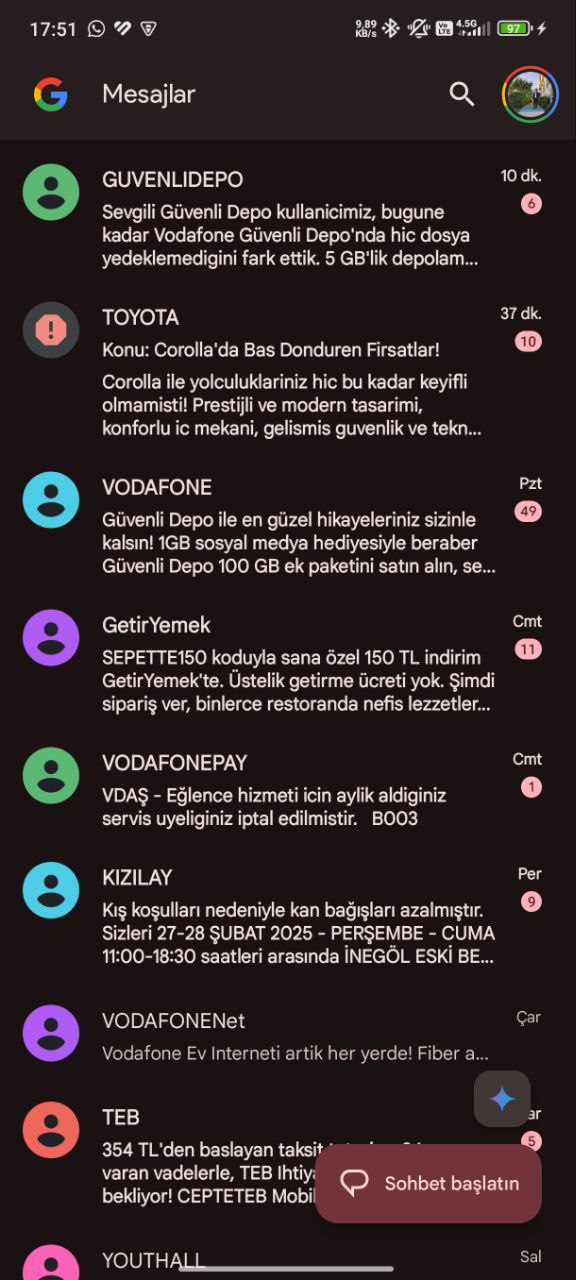 17:51 9,89 KB/s Vo LTE 4.5G 97
Mesajlar
GUVENLIDEPO 10 dk.
Sevgili Güvenli Depo kullanicimiz, bugune 6
kadar Vodafone Güvenli Depo'nda hic dosya
yedeklemedigini fark ettik. 5 GB'lik depolam...
TOYOTA 37 dk.
Konu: Corolla'da Bas Donduren Firsatlar! 10
Corolla ile yolculuklariniz hic bu kadar keyifli
olmamisti! Prestijli ve modern tasarimi,
konforlu ic mekani, gelismis guvenlik ve tekn...
VODAFONE Pzt
Güvenli Depo ile en güzel hikayeleriniz sizinle 49
kalsın! 1GB sosyal medya hediyesiyle beraber
Güvenli Depo 100 GB ek paketini satın alın, se...
GetirYemek Cmt
SEPETTE150 koduyla sana özel 150 TL indirim 11
GetirYemek'te. Üstelik getirme ücreti yok. Şimdi
sipariş ver, binlerce restoranda nefis lezzetler...
VODAFONEPAY Cmt
VDAŞ - Eğlence hizmeti icin aylik aldiginiz 1
servis uyeliginiz iptal edilmistir. B003
KIZILAY Per
Kış koşulları nedeniyle kan bağışları azalmıştır. 9
Sizleri 27-28 ŞUBAT 2025 - PERŞEMBE - CUMA
11:00-18:30 saatleri arasında İNEGÖL ESKİ BE...
VODAFONENet Çar
Vodafone Ev Interneti artik her yerde! Fiber a...
TEB ar
354 TL'den baslayan taksit 5
varan vadelerle, TEB Ihtiya
bekliyor! CEPTETEB Mobil
Sohbet başlatın
YOUTHALL Sal